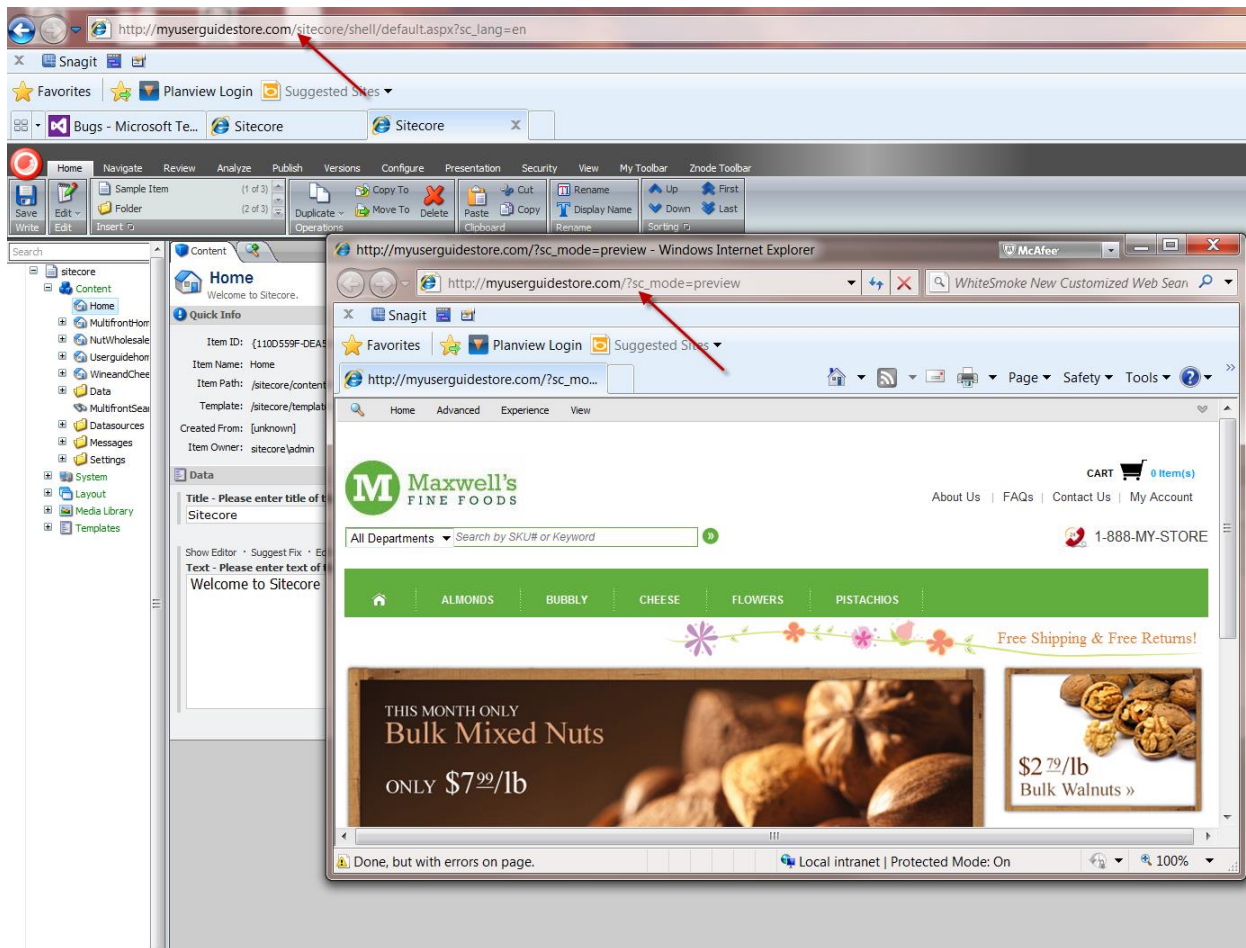 http://myuserguidestore.com/sitecore/shell/default.aspx?sc_lang=en
X Snagit
Favorites Planview Login Suggested Sites
Bugs - Microsoft Te... Sitecore Sitecore X
Home Navigate Review Analyze Publish Versions Configure Presentation Security View My Toolbar Znode Toolbar
Save Edit Sample Item (1 of 3) Duplicate Copy To Delete Paste Cut Rename Up First
Folder (2 of 3) Move To Copy Display Name Down Last
Write Edit Insert Operations Clipboard Rename Sorting
Search
sitecore
Content
Home
MultifrontHom
NutWholesale
Userguidehom
WineandChee
Data
MultifrontSear
Datasources
Messages
Settings
System
Layout
Media Library
Templates
Content
Home
Welcome to Sitecore.
Quick Info
Item ID: {110D559F-DEA5
Item Name: Home
Item Path: /sitecore/content
Template: /sitecore/templat
Created From: [unknown]
Item Owner: sitecore\admin
Data
Title - Please enter title of t
Sitecore
Show Editor · Suggest Fix · Ed
Text - Please enter text of t
Welcome to Sitecore
http://myuserguidestore.com/?sc_mode=preview - Windows Internet Explorer McAfee X
http://myuserguidestore.com/?sc_mode=preview WhiteSmoke New Customized Web Sear
X Snagit
Favorites Planview Login Suggested Sites
http://myuserguidestore.com/?sc_mo... Page Safety Tools
Home Advanced Experience View
M Maxwell's
FINE FOODS
CART 0 Item(s)
About Us | FAQs | Contact Us | My Account
All Departments Search by SKU# or Keyword
1-888-MY-STORE
ALMONDS BUBBLY CHEESE FLOWERS PISTACHIOS
Free Shipping & Free Returns!
THIS MONTH ONLY
Bulk Mixed Nuts
ONLY $799/lb
$2 79/lb
Bulk Walnuts »
Done, but with errors on page. Local intranet | Protected Mode: On 100%